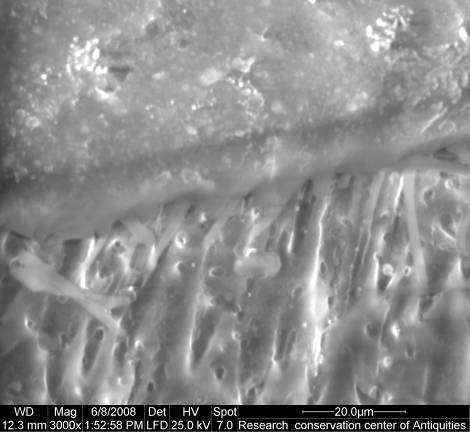 WD Mag 6/8/2008 Det HV Spot 20.0µm
12.3 mm 3000x 1:52:58 PM LFD 25.0 kV 7.0 Research conservation center of Antiquities